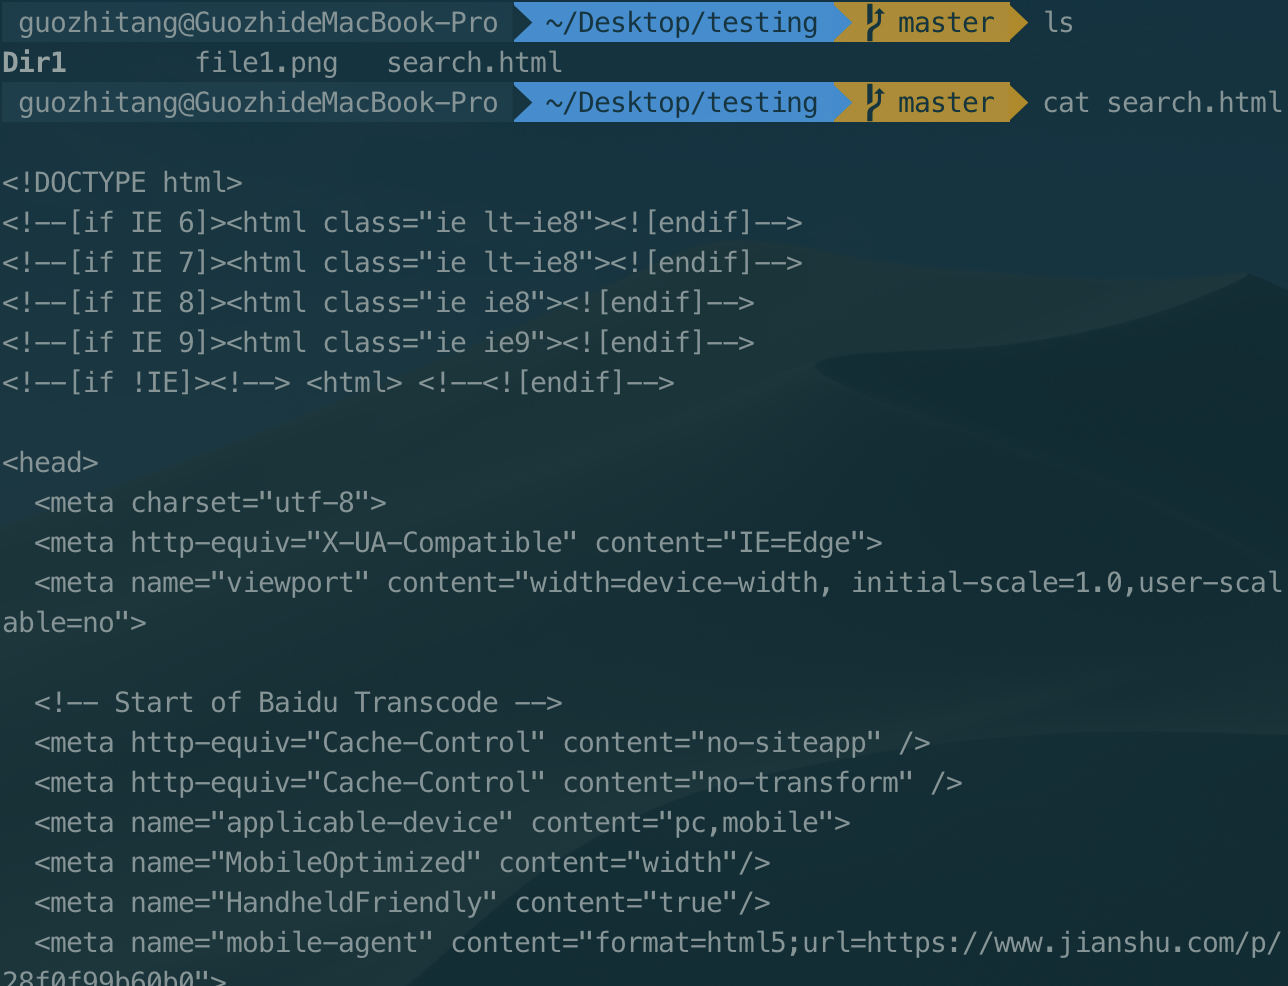 guozhitang@GuozhideMacBook-Pro ~/Desktop/testing master ls
Dir1 file1.png search.html
guozhitang@GuozhideMacBook-Pro ~/Desktop/testing master cat search.html
<!DOCTYPE html>
<!--[if IE 6]><html class="ie lt-ie8"><![endif]-->
<!--[if IE 7]><html class="ie lt-ie8"><![endif]-->
<!--[if IE 8]><html class="ie ie8"><![endif]-->
<!--[if IE 9]><html class="ie ie9"><![endif]-->
<!--[if !IE]><!--> <html> <!--<![endif]-->
<head>
  <meta charset="utf-8">
  <meta http-equiv="X-UA-Compatible" content="IE=Edge">
  <meta name="viewport" content="width=device-width, initial-scale=1.0,user-scal
able=no">
  <!-- Start of Baidu Transcode -->
  <meta http-equiv="Cache-Control" content="no-siteapp" />
  <meta http-equiv="Cache-Control" content="no-transform" />
  <meta name="applicable-device" content="pc,mobile">
  <meta name="MobileOptimized" content="width"/>
  <meta name="HandheldFriendly" content="true"/>
  <meta name="mobile-agent" content="format=html5;url=https://www.jianshu.com/p/
28f0f99b60b0">